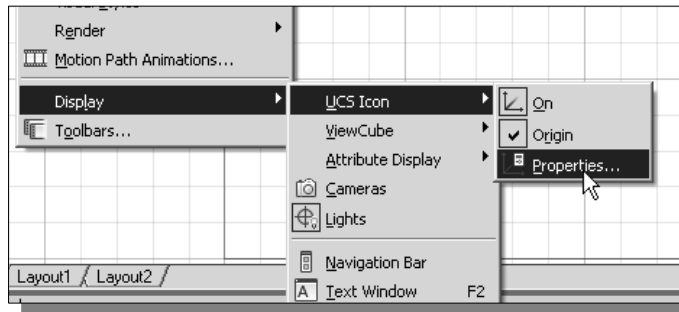 Render
Motion Path Animations...
Display
Toolbars...
UCS Icon
ViewCube
Attribute Display
Cameras
Lights
Navigation Bar
Text Window F2
On
Origin
Properties...
Layout1 / Layout2 /